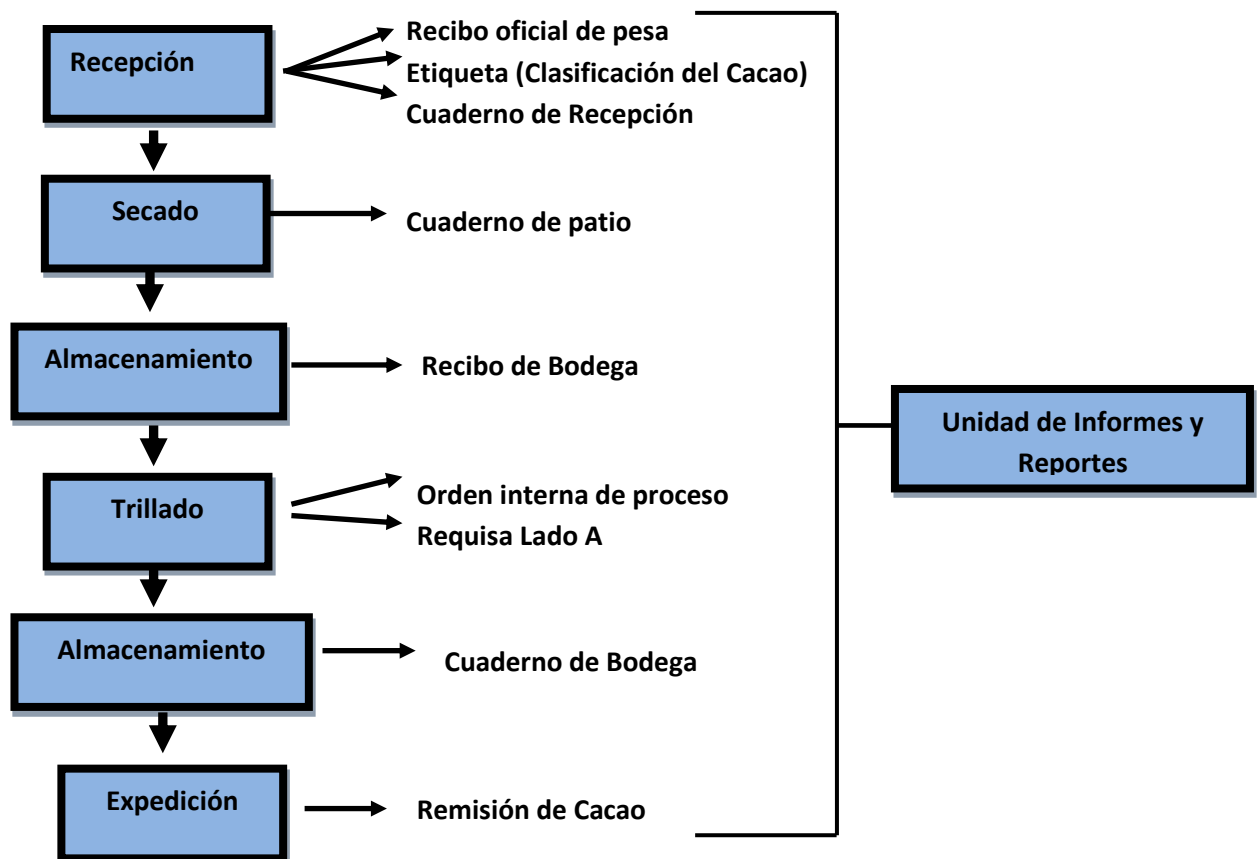 Recepción
Recibo oficial de pesa
Etiqueta (Clasificación del Cacao)
Cuaderno de Recepción
Secado
Cuaderno de patio
Almacenamiento
Recibo de Bodega
Unidad de Informes y
Reportes
Trillado
Orden interna de proceso
Requisa Lado A
Almacenamiento
Cuaderno de Bodega
Expedición
Remisión de Cacao